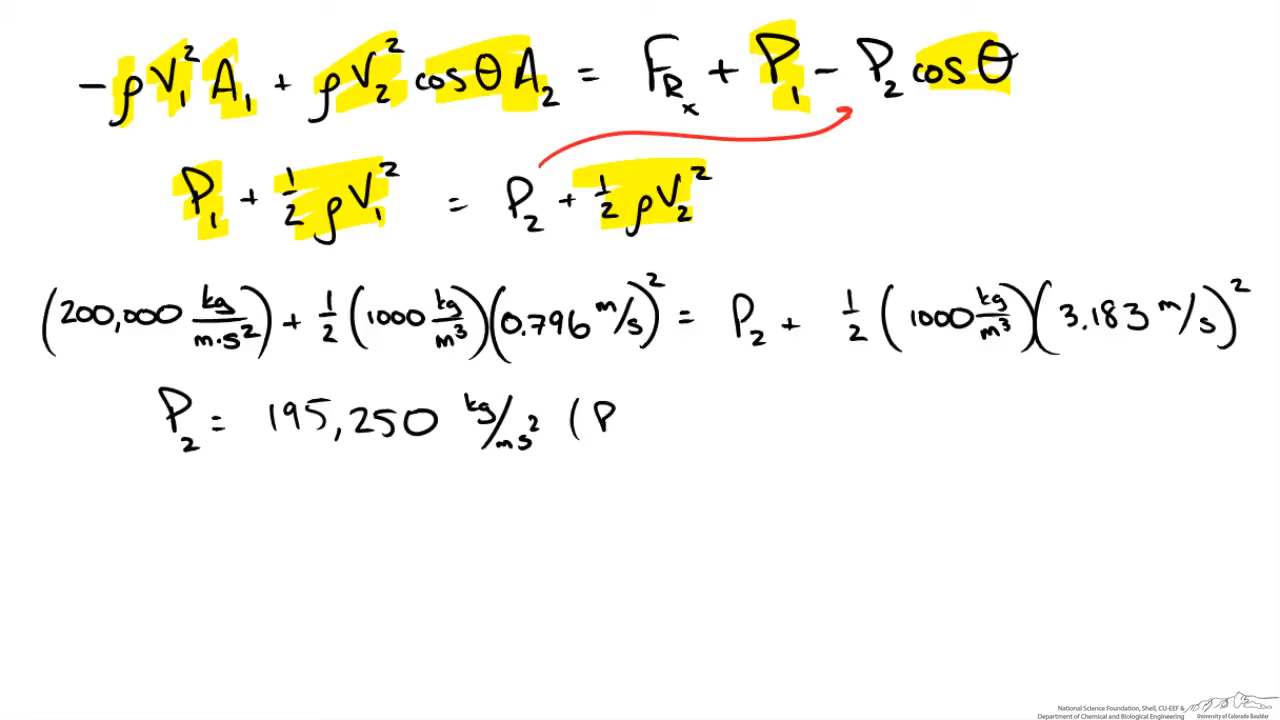 -ρV₁²A₁ + ρV₂² cosθA₂ = F_Rₓ + P₁ - P₂ cosθ
P₁ + ½ρV₁² = P₂ + ½ρV₂²
(200,000 kg/m·s²) + ½(1000 kg/m³)(0.796 m/s)² = P₂ + ½(1000 kg/m³)(3.183 m/s)²
P₂ = 195,250 kg/ms² (P
National Science Foundation, Shell, CU-EEF &
Department of Chemical and Biological Engineering
University of Colorado Boulder